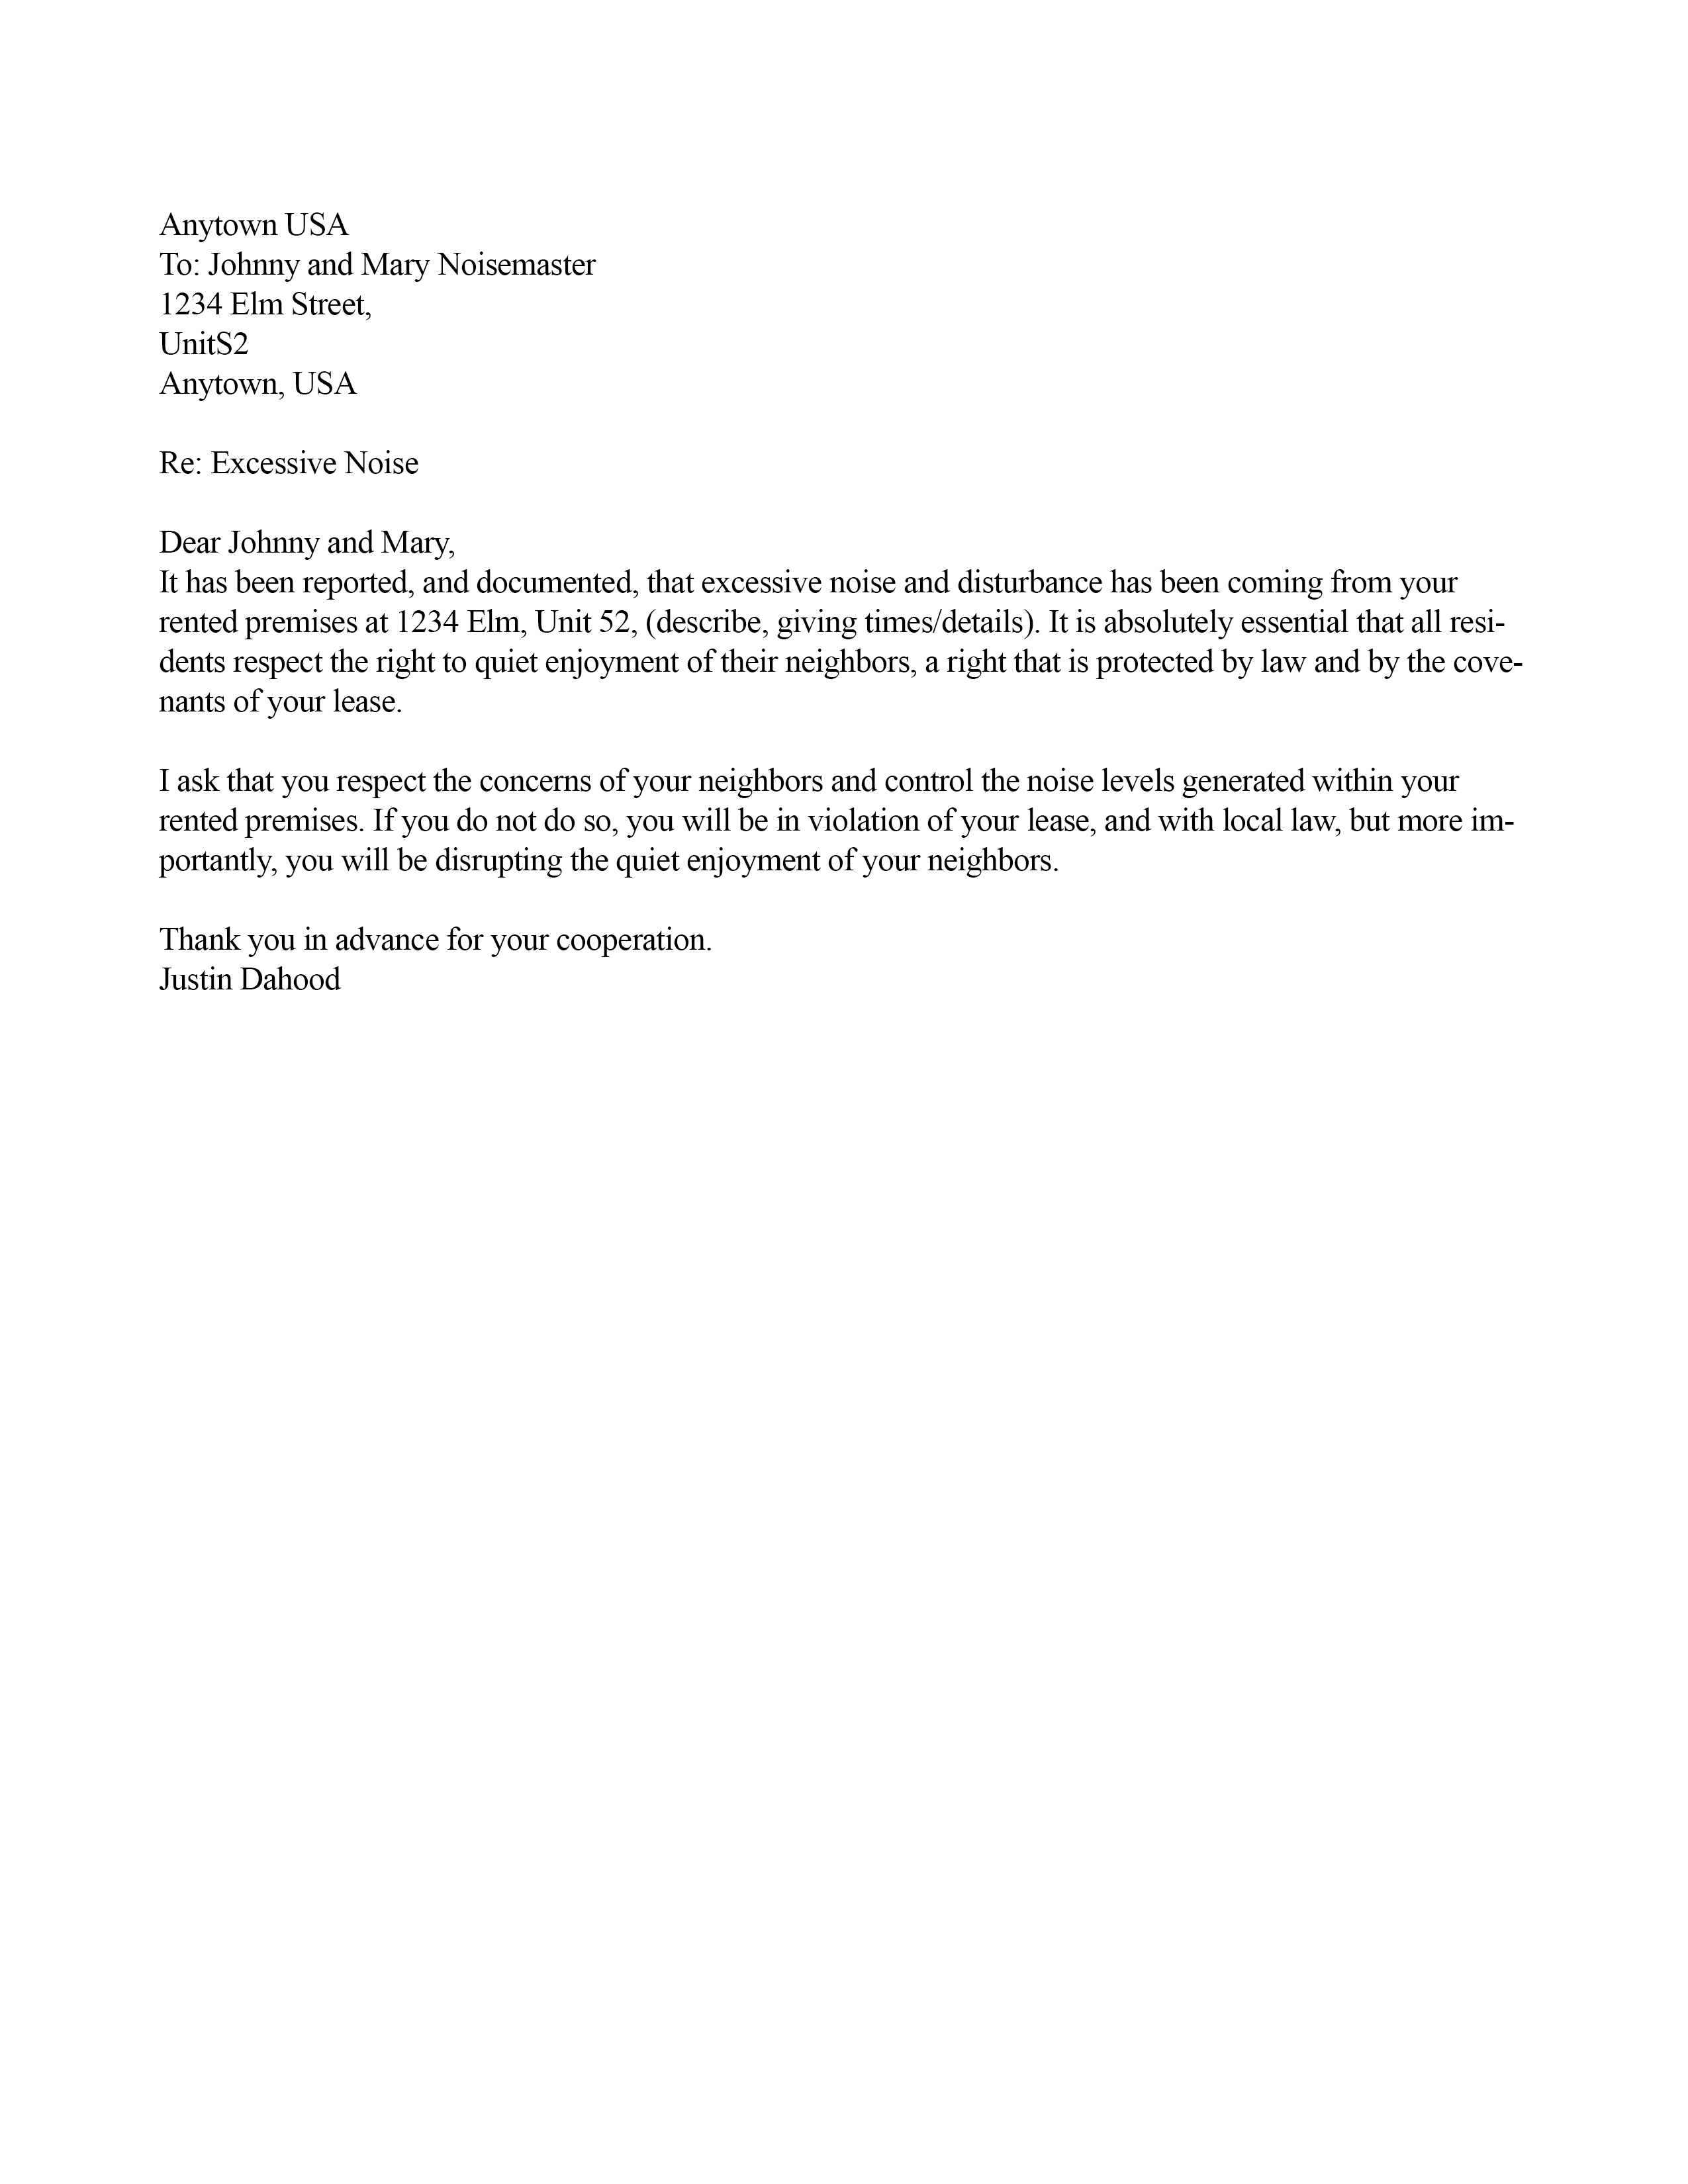 Anytown USA
To: Johnny and Mary Noisemaster
1234 Elm Street,
UnitS2
Anytown, USA
Re: Excessive Noise
Dear Johnny and Mary,
It has been reported, and documented, that excessive noise and disturbance has been coming from your
rented premises at 1234 Elm, Unit 52, (describe, giving times/details). It is absolutely essential that all resi-
dents respect the right to quiet enjoyment of their neighbors, a right that is protected by law and by the cove-
nants of your lease.
I ask that you respect the concerns of your neighbors and control the noise levels generated within your
rented premises. If you do not do so, you will be in violation of your lease, and with local law, but more im-
portantly, you will be disrupting the quiet enjoyment of your neighbors.
Thank you in advance for your cooperation.
Justin Dahood